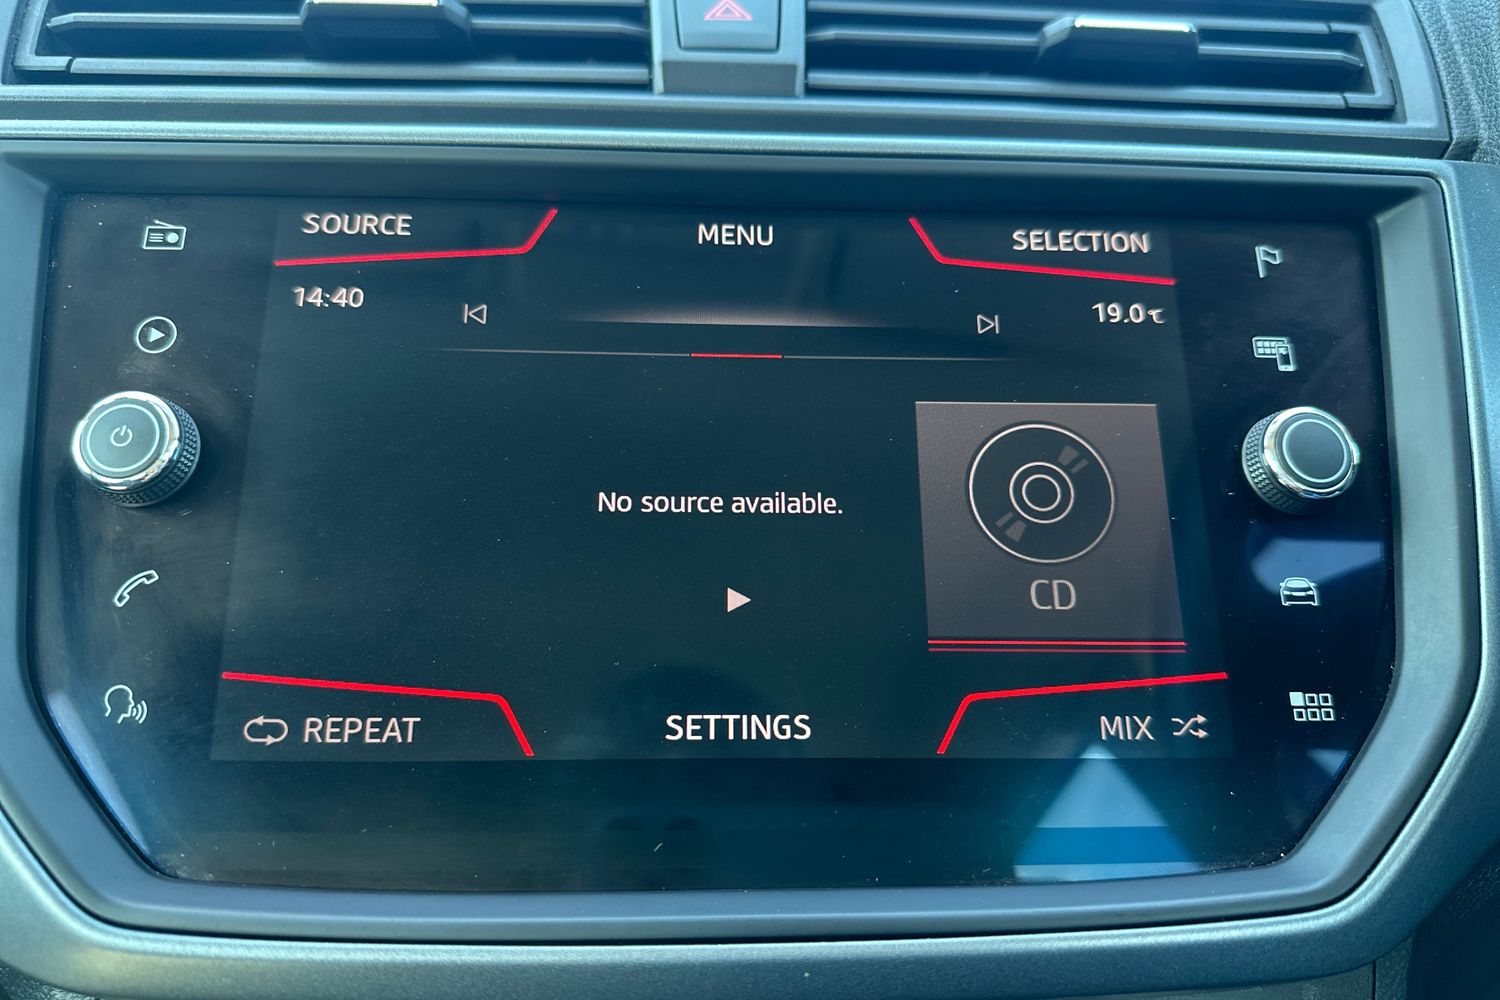 SOURCE
MENU
SELECTION
14:40
19.0℃
No source available.
CD
REPEAT
SETTINGS
MIX